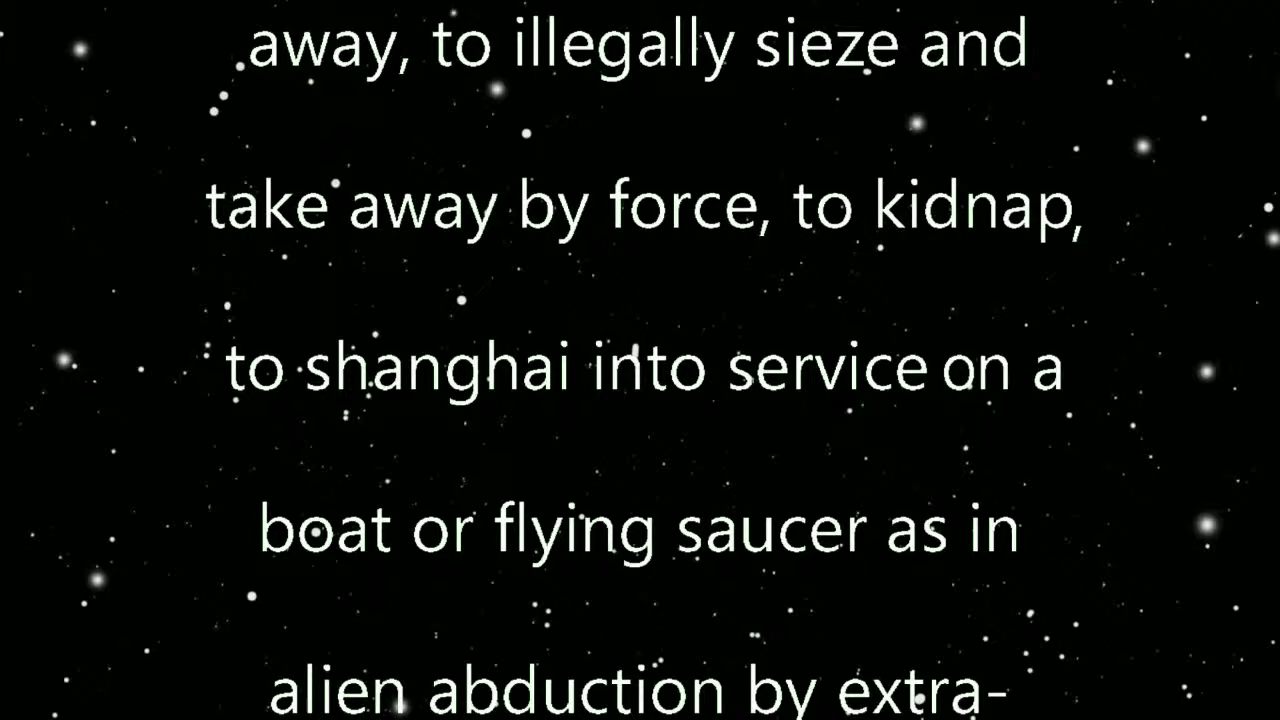 away, to illegally sieze and
take away by force, to kidnap,
to shanghai into service on a
boat or flying saucer as in
alien abduction by extra-